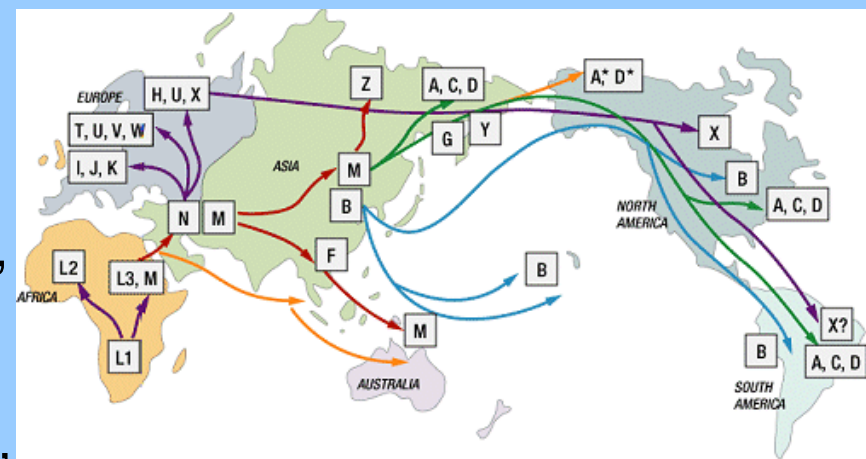 Z
A, C, D
A,* D*
EUROPE
H, U, X
T, U, V, W
G
Y
X
I, J, K
ASIA
M
B
B
NORTH
AMERICA
A, C, D
N
M
F
B
L2
L3, M
AFRICA
,
M
X?
L1
B
A, C, D
AUSTRALIA
SOUTH
AMERICA
.